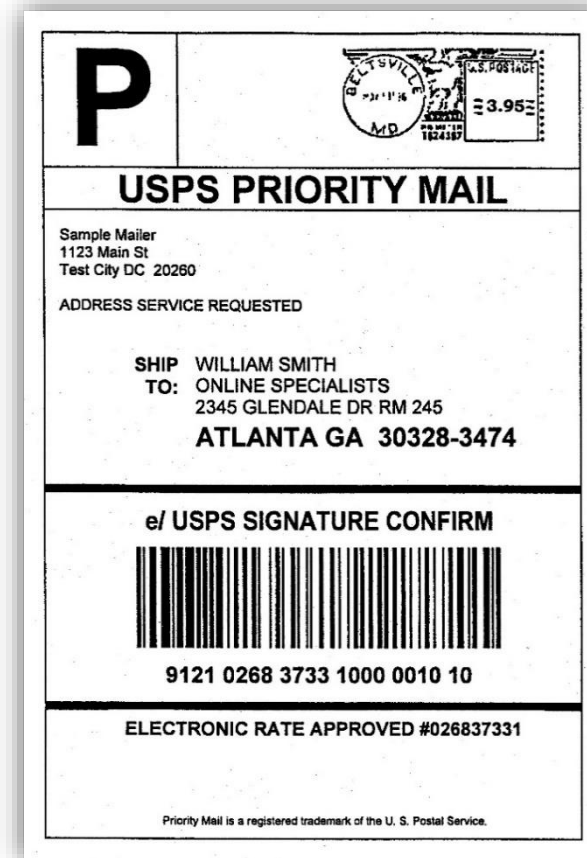 P
BELTSVILLE
MD
U.S. POSTAGE
3.95
PB METER
USPS PRIORITY MAIL
Sample Mailer
1123 Main St
Test City DC 20260
ADDRESS SERVICE REQUESTED
SHIP WILLIAM SMITH
TO: ONLINE SPECIALISTS
2345 GLENDALE DR RM 245
ATLANTA GA 30328-3474
e/ USPS SIGNATURE CONFIRM
9121 0268 3733 1000 0010 10
ELECTRONIC RATE APPROVED #026837331
Priority Mail is a registered trademark of the U. S. Postal Service.